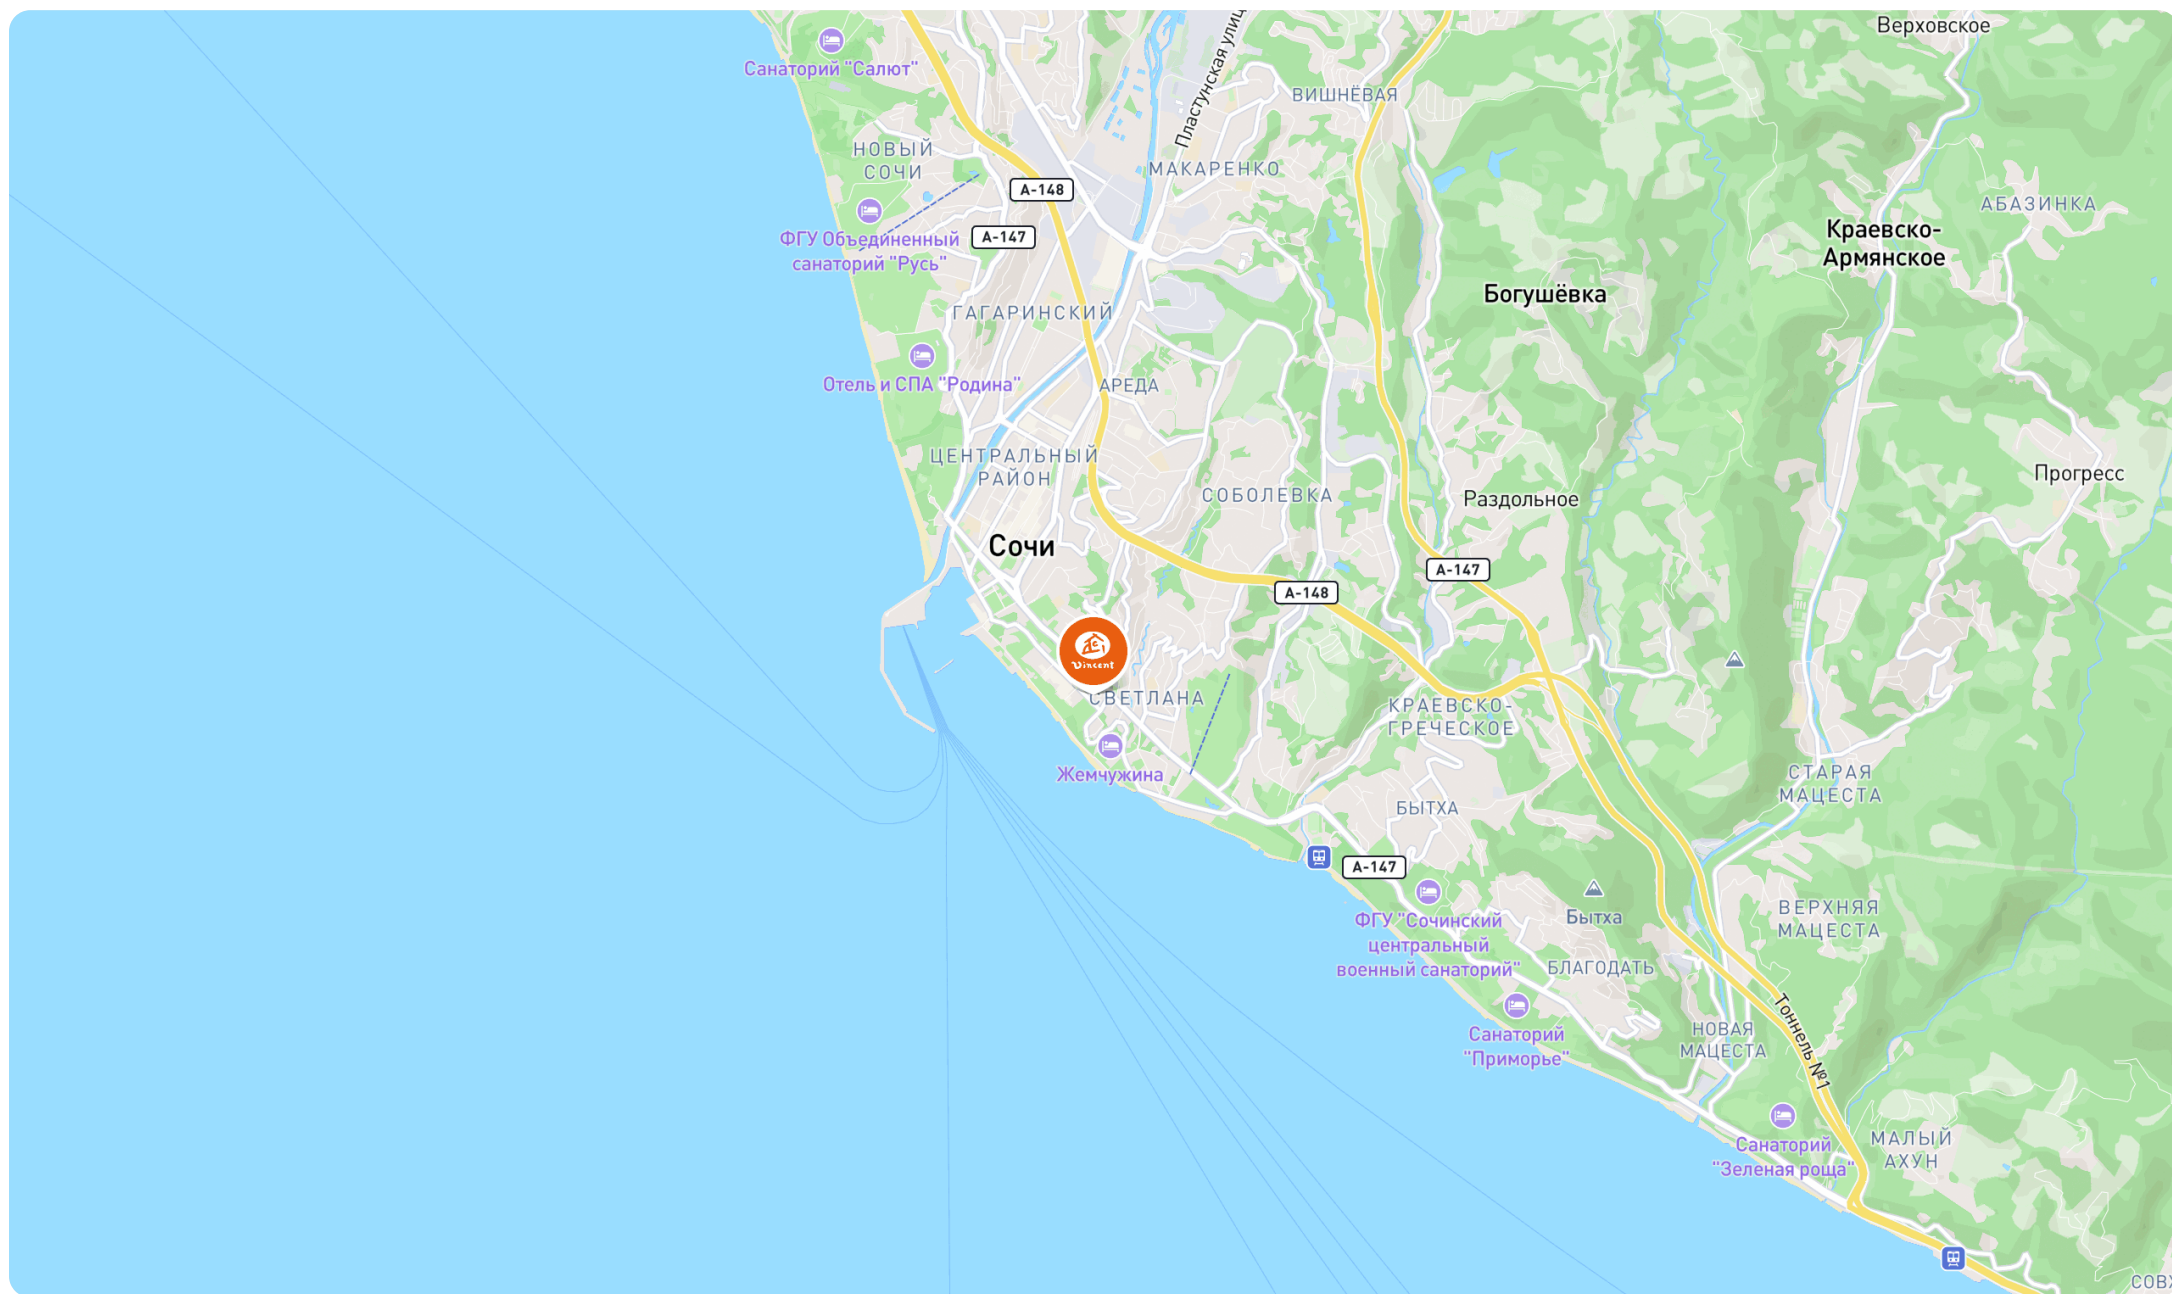 Верховское
Санаторий "Салют"
Пластунская улиц
ВИШНЁВАЯ
НОВЫЙ
СОЧИ
МАКАРЕНКО
А-148
АБАЗИНКА
А-147
ФГУ Объединенный
санаторий "Русь"
Краевско-
Армянское
Богушёвка
ГАГАРИНСКИЙ
Отель и СПА "Родина"
АРЕДА
ЦЕНТРАЛЬНЫЙ
РАЙОН
Прогресс
СОБОЛЕВКА
Раздольное
Сочи
А-147
А-148
Vincent
СВЕТЛАНА
КРАЕВСКО-
ГРЕЧЕСКОЕ
Жемчужина
СТАРАЯ
МАЦЕСТА
БЫТХА
А-147
ФГУ "Сочинский
центральный
военный санаторий"
Бытха
ВЕРХНЯЯ
МАЦЕСТА
БЛАГОДАТЬ
Санаторий
"Приморье"
НОВАЯ
МАЦЕСТА
Тоннель №1
Санаторий
"Зеленая роща"
МАЛЫЙ
АХУН
СОВХ